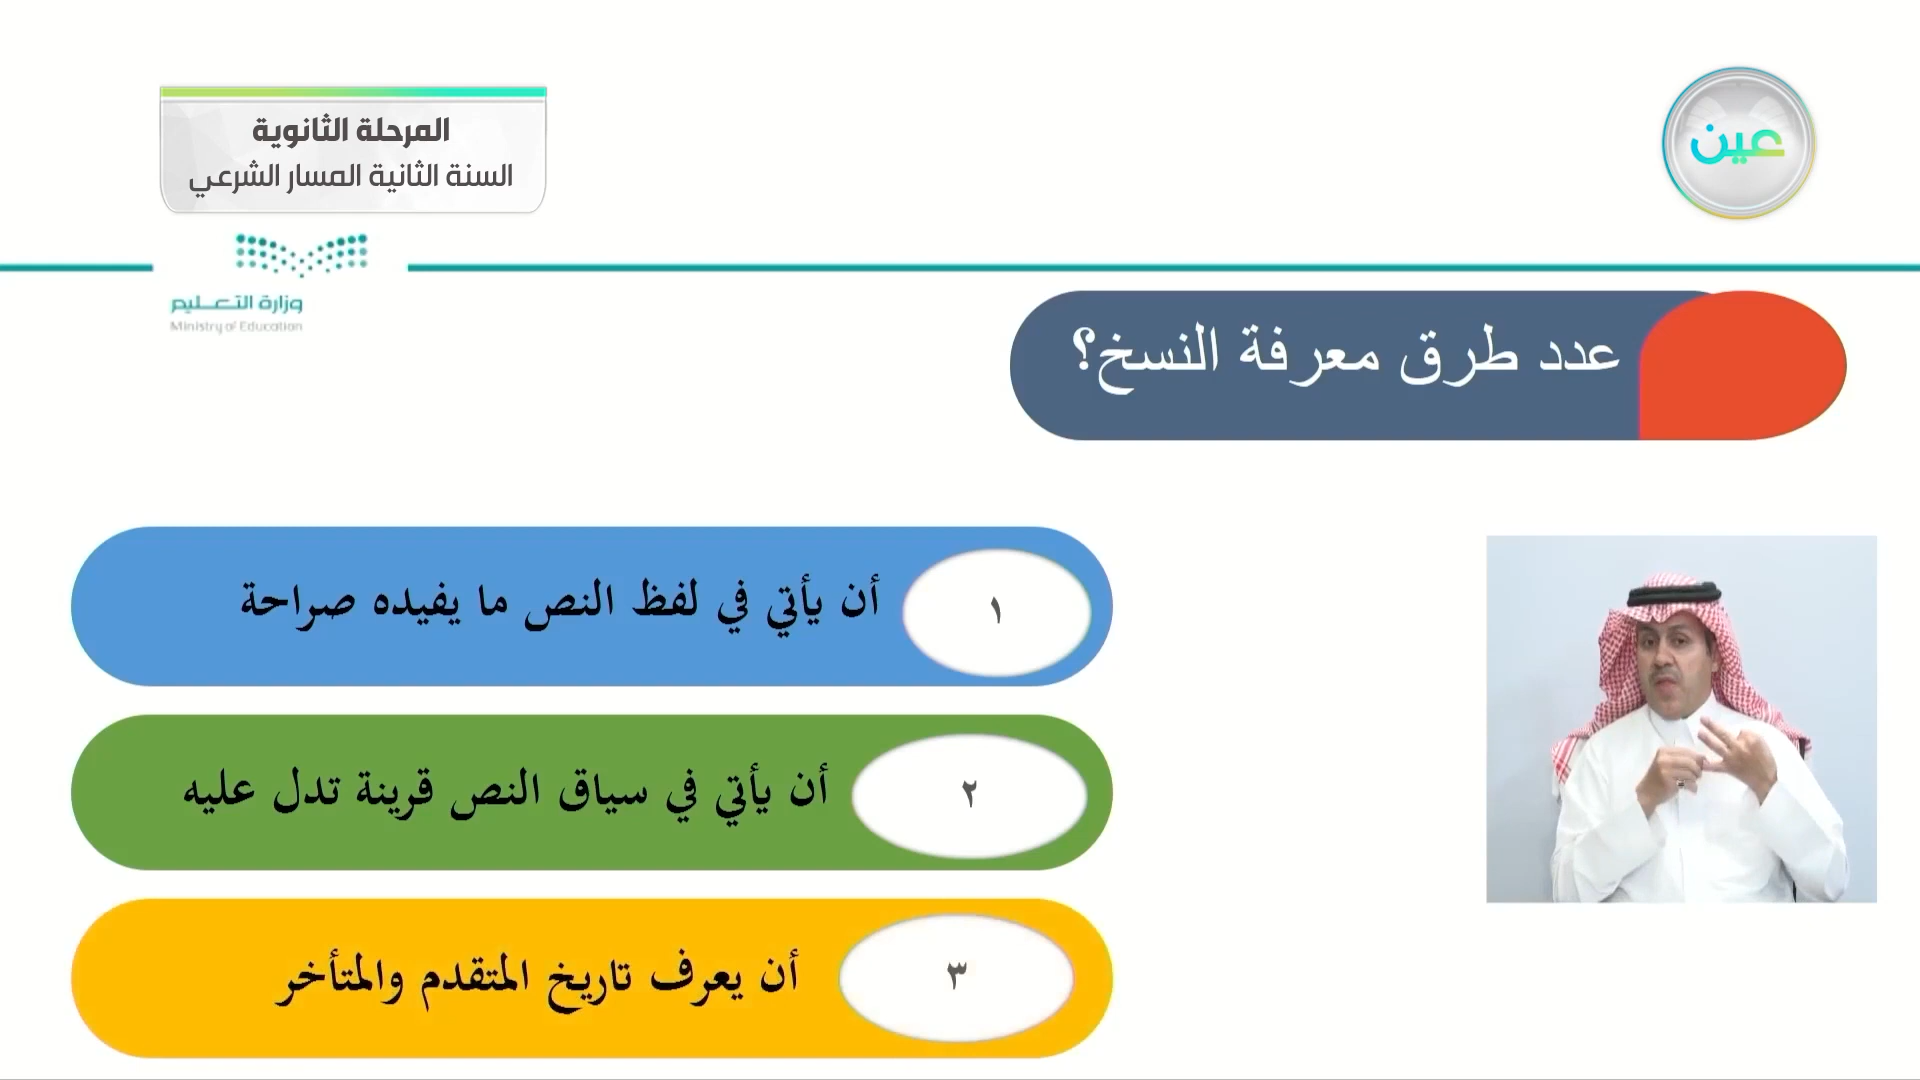 المرحلة الثانوية
السنة الثانية المسار الشرعي
عين
وزارة التعليم
Ministry of Education
عدد طرق معرفة النسخ؟
١ أن يأتي في لفظ النص ما يفيده صراحة
٢ أن يأتي في سياق النص قرينة تدل عليه
٣ أن يعرف تاريخ المتقدم والمتأخر